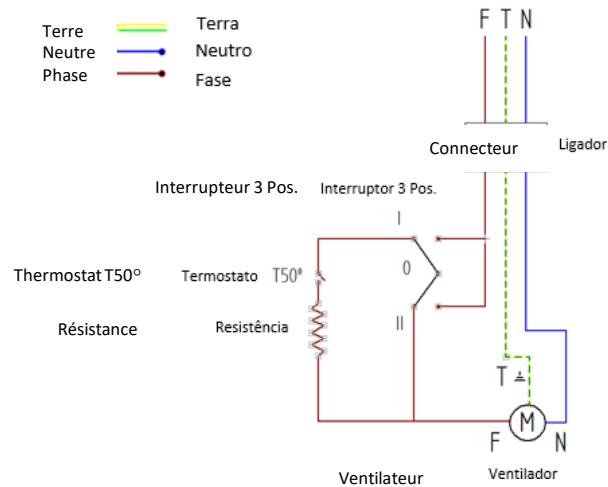 F T N
Terre Terra
Neutre Neutro
Phase Fase
Connecteur Ligador
Interrupteur 3 Pos. Interruptor 3 Pos.
I
Thermostat T50° Termostato T50° 0
Résistance Resistência II
T
M
F N
Ventilateur Ventilador